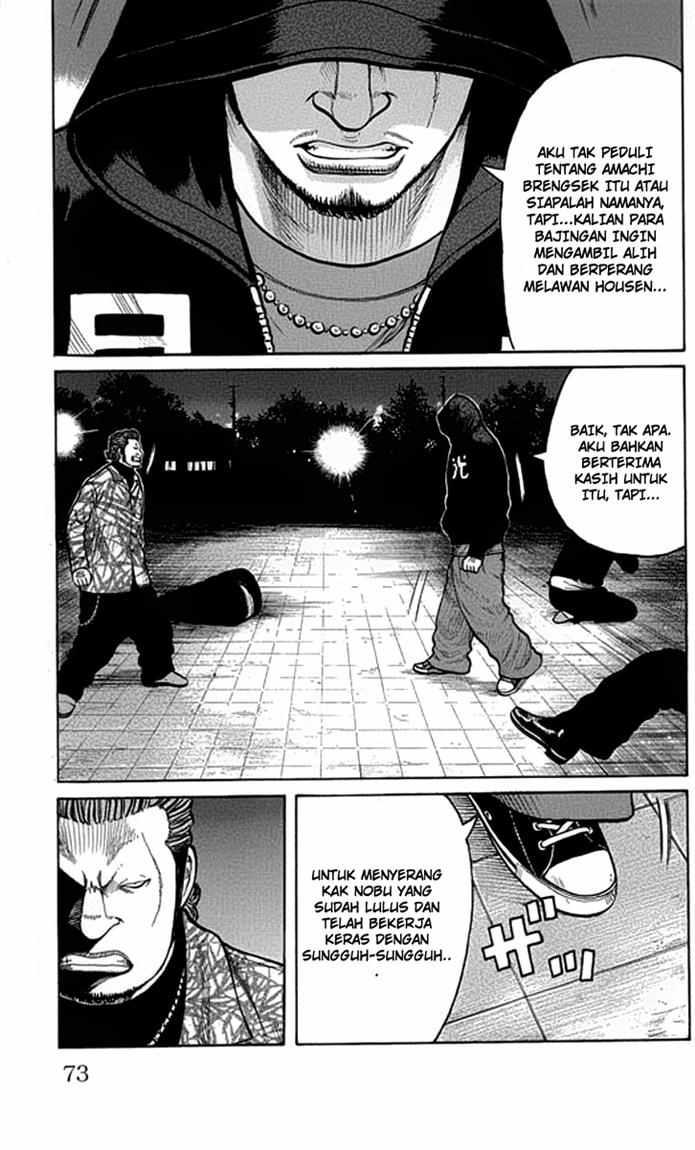 AKU TAK PEDULI
TENTANG AMACHI
BRENGSEK ITU ATAU
SIAPALAH NAMANYA,
TAPI...KALIAN PARA
BAJINGAN INGIN
MENGAMBIL ALIH
DAN BERPERANG
MELAWAN HOUSEN...
BAIK, TAK APA.
AKU BAHKAN
BERTERIMA
KASIH UNTUK
ITU, TAPI...
光
UNTUK MENYERANG
KAK NOBU YANG
SUDAH LULUS DAN
TELAH BEKERJA
KERAS DENGAN
SUNGGUH-SUNGGUH..
.
ザッ
73